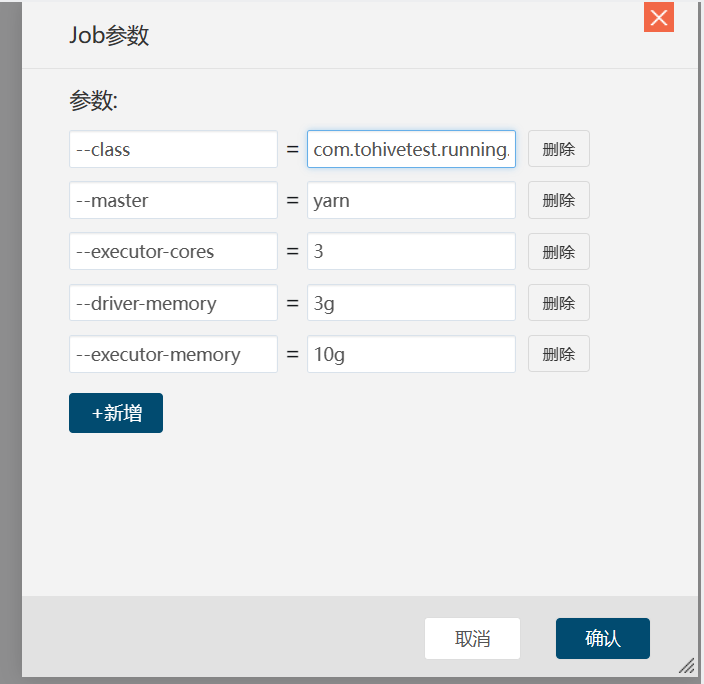 Job参数
参数:
--class = com.tohivetest.running. 删除
--master = yarn 删除
--executor-cores = 3 删除
--driver-memory = 3g 删除
--executor-memory = 10g 删除
+新增
取消 确认